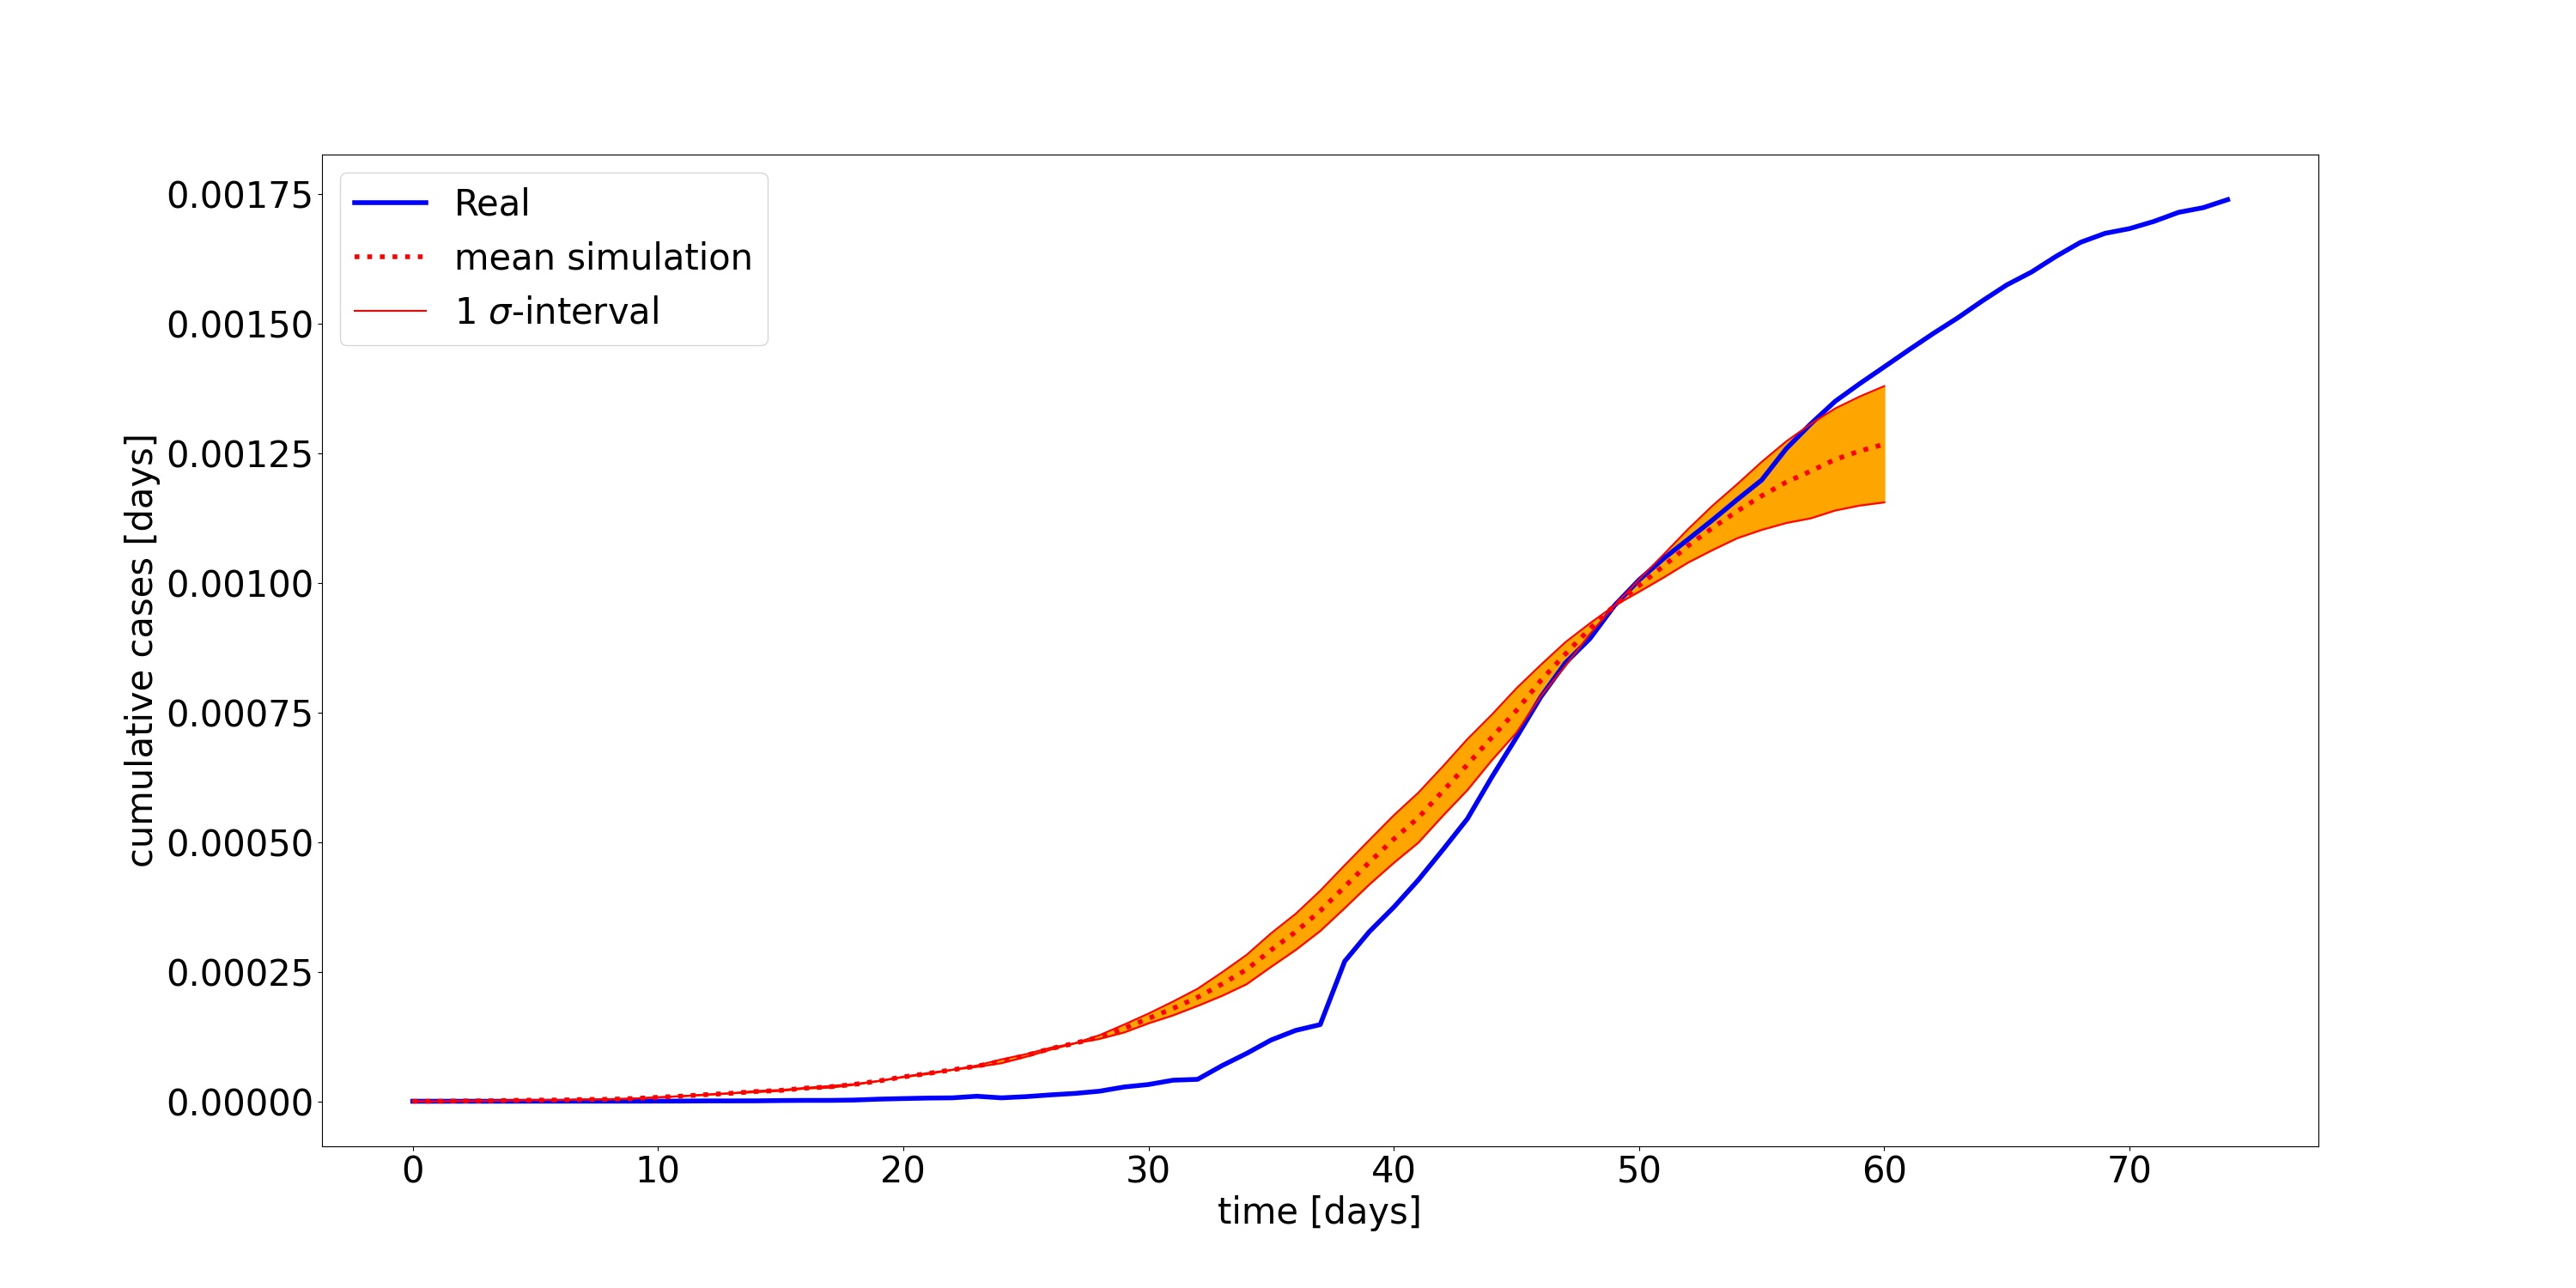 Real
mean simulation
1 σ-interval
0.00175
0.00150
0.00125
0.00100
0.00075
0.00050
0.00025
0.00000
cumulative cases [days]
0 10 20 30 40 50 60 70
time [days]